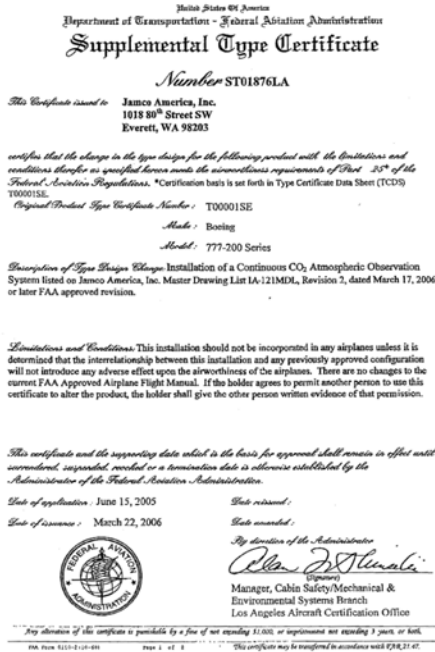 United States Of America
Department of Transportation - Federal Aviation Administration
Supplemental Type Certificate
Number ST01876LA
This Certificate issued to Jamco America, Inc.
1018 80th Street SW
Everett, WA 98203
certifies that the change in the type design for the following product with the limitations and
conditions therefor as specified hereon meets the airworthiness requirements of Part 25* of the
Federal Aviation Regulations. *Certification basis is set forth in Type Certificate Data Sheet (TCDS)
T00001SE.
Original Product Type Certificate Number : T00001SE
Make : Boeing
Model : 777-200 Series
Description of Type Design Change: Installation of a Continuous CO2 Atmospheric Observation
System listed on Jamco America, Inc. Master Drawing List IA-121MDL, Revision 2, dated March 17, 2006
or later FAA approved revision.
Limitations and Conditions: This installation should not be incorporated in any airplanes unless it is
determined that the interrelationship between this installation and any previously approved configuration
will not introduce any adverse effect upon the airworthiness of the airplanes. There are no changes to the
current FAA Approved Airplane Flight Manual. If the holder agrees to permit another person to use this
certificate to alter the product, the holder shall give the other person written evidence of that permission.
This certificate and the supporting data which is the basis for approval shall remain in effect until
surrendered, suspended, revoked or a termination date is otherwise established by the
Administrator of the Federal Aviation Administration.
Date of application : June 15, 2005
Date reissued :
Date of issuance : March 22, 2006
Date amended :
By direction of the Administrator
FEDERAL AVIATION
ADMINISTRATION
(Signature)
Manager, Cabin Safety/Mechanical &
Environmental Systems Branch
Los Angeles Aircraft Certification Office
Any alteration of this certificate is punishable by a fine of not exceeding $1,000, or imprisonment not exceeding 3 years, or both.
FAA Form Page 1 of 2 This certificate may be transferred in accordance with FAR 21.47.